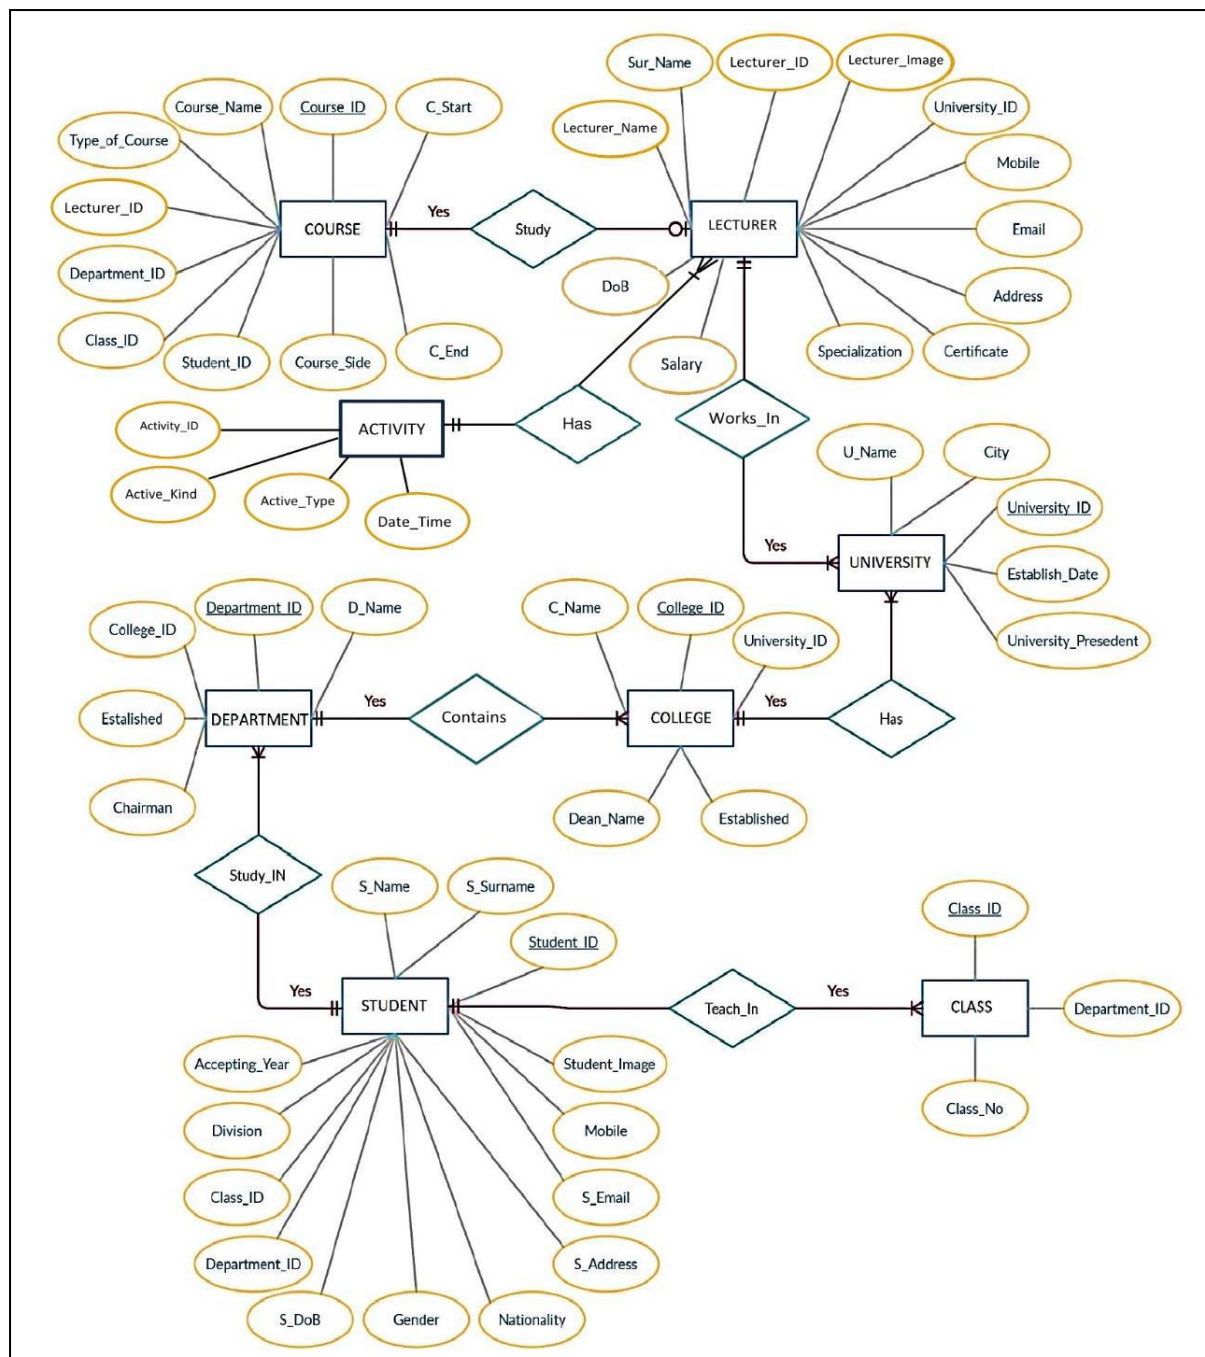 Sur_Name
Lecturer_ID
Lecturer_Image
Course_Name
Course_ID
C_Start
University_ID
Type_of_Course
Lecturer_Name
Mobile
Lecturer_ID
Yes
COURSE
Study
LECTURER
Email
Department_ID
DoB
Address
Class_ID
Student_ID
Course_Side
C_End
Salary
Specialization
Certificate
Activity_ID
ACTIVITY
Has
Works_In
Active_Kind
Active_Type
Date_Time
U_Name
City
University_ID
Yes
UNIVERSITY
Establish_Date
University_Presedent
College_ID
Department_ID
D_Name
C_Name
College_ID
University_ID
Estalished
DEPARTMENT
Yes
Contains
COLLEGE
Yes
Has
Chairman
Dean_Name
Established
Study_IN
S_Name
S_Surname
Student_ID
Class_ID
Yes
STUDENT
Teach_In
Yes
CLASS
Department_ID
Accepting_Year
Student_Image
Class_No
Division
Mobile
Class_ID
S_Email
Department_ID
S_Address
S_DoB
Gender
Nationality